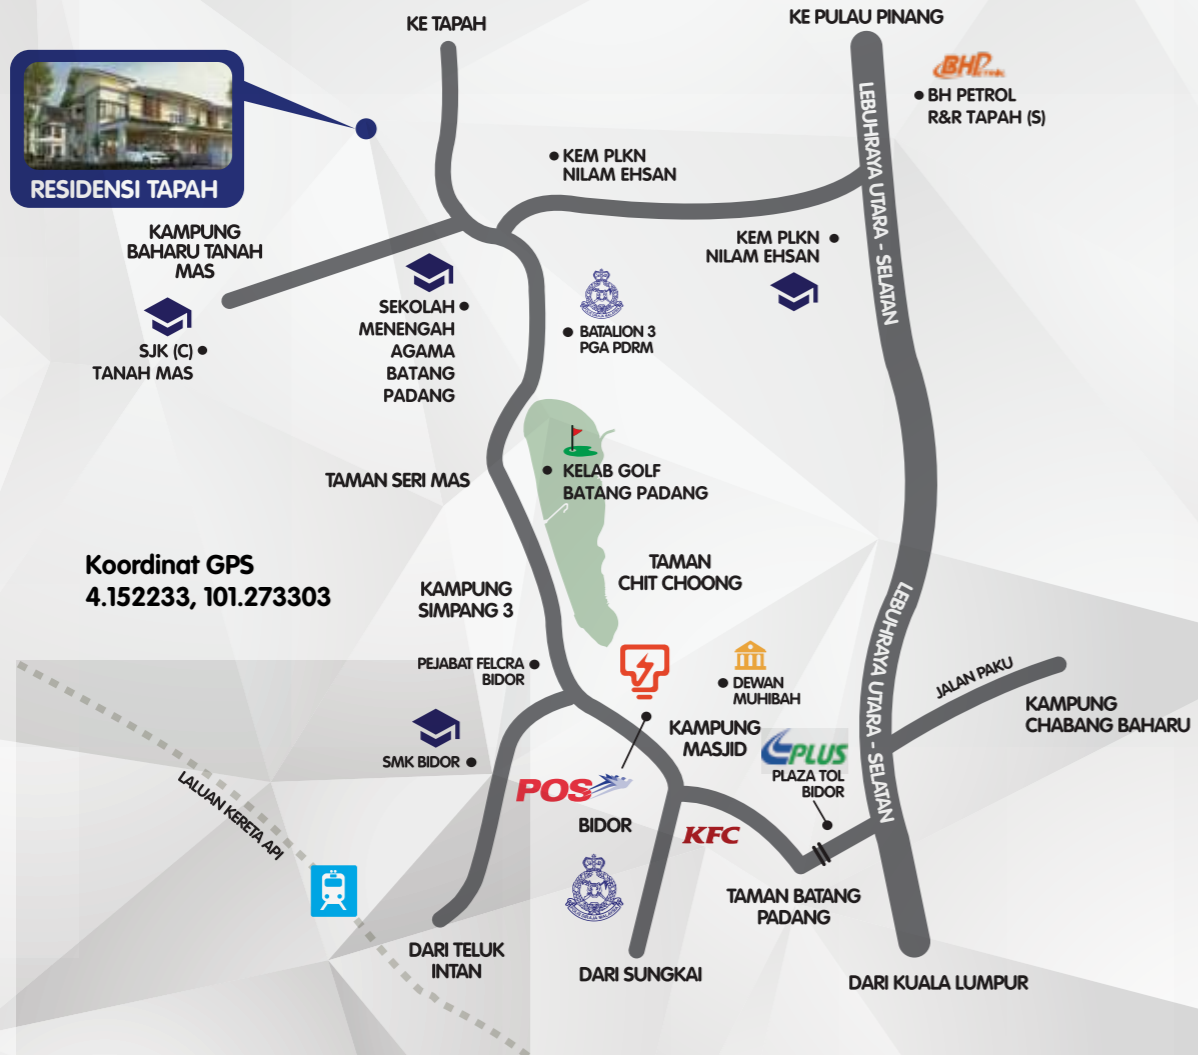 KE TAPAH
KE PULAU PINANG
BHPETROL
BH PETROL
R&R TAPAH (S)
RESIDENSI TAPAH
KEM PLKN
NILAM EHSAN
LEBUHRAYA UTARA - SELATAN
KAMPUNG
BAHARU TANAH
MAS
KEM PLKN
NILAM EHSAN
SEKOLAH
MENENGAH
AGAMA
BATANG
PADANG
BATALION 3
PGA PDRM
SJK (C)
TANAH MAS
TAMAN SERI MAS
KELAB GOLF
BATANG PADANG
Koordinat GPS
4.152233, 101.273303
KAMPUNG
SIMPANG 3
TAMAN
CHIT CHOONG
LEBUHRAYA UTARA - SELATAN
PEJABAT FELCRA
BIDOR
DEWAN
MUHIBAH
JALAN PAKU
KAMPUNG
CHABANG BAHARU
KAMPUNG
MASJID
PLUS
PLAZA TOL
BIDOR
SMK BIDOR
POS
LALUAN KERETA API
BIDOR
KFC
TAMAN BATANG
PADANG
DARI TELUK
INTAN
DARI SUNGKAI
DARI KUALA LUMPUR